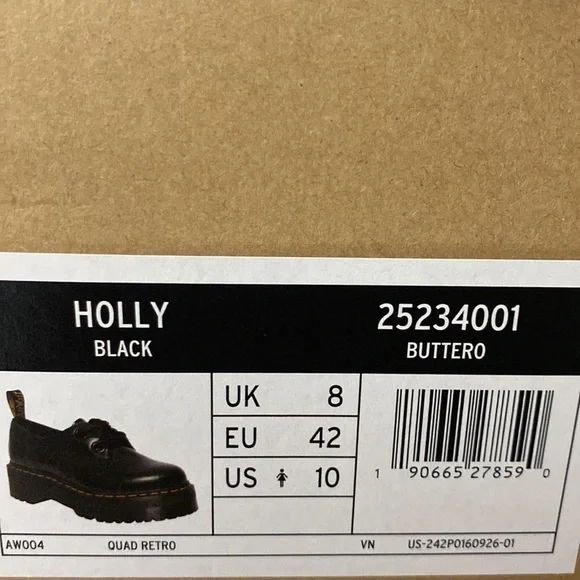 HOLLY 25234001
BLACK BUTTERO
UK 8
EU 42
US 10
1 90665 27859 0
AW004 QUAD RETRO VN US-242P0160926-01